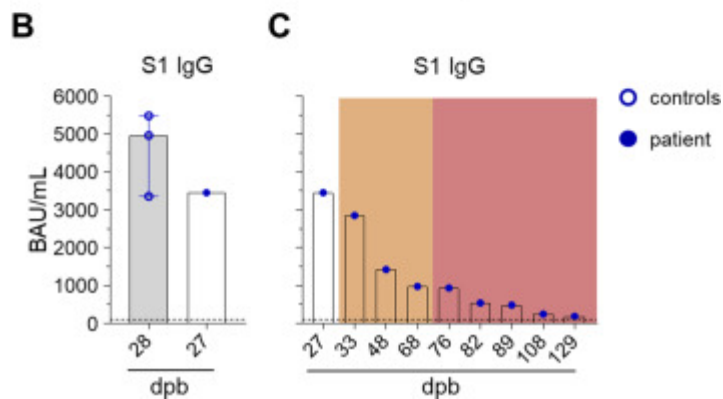 B
S1 IgG
BAU/mL
6000
5000
4000
3000
2000
1000
0
28 27
dpb
C
S1 IgG
27 33 48 68 76 82 89 108 129
dpb
controls
patient